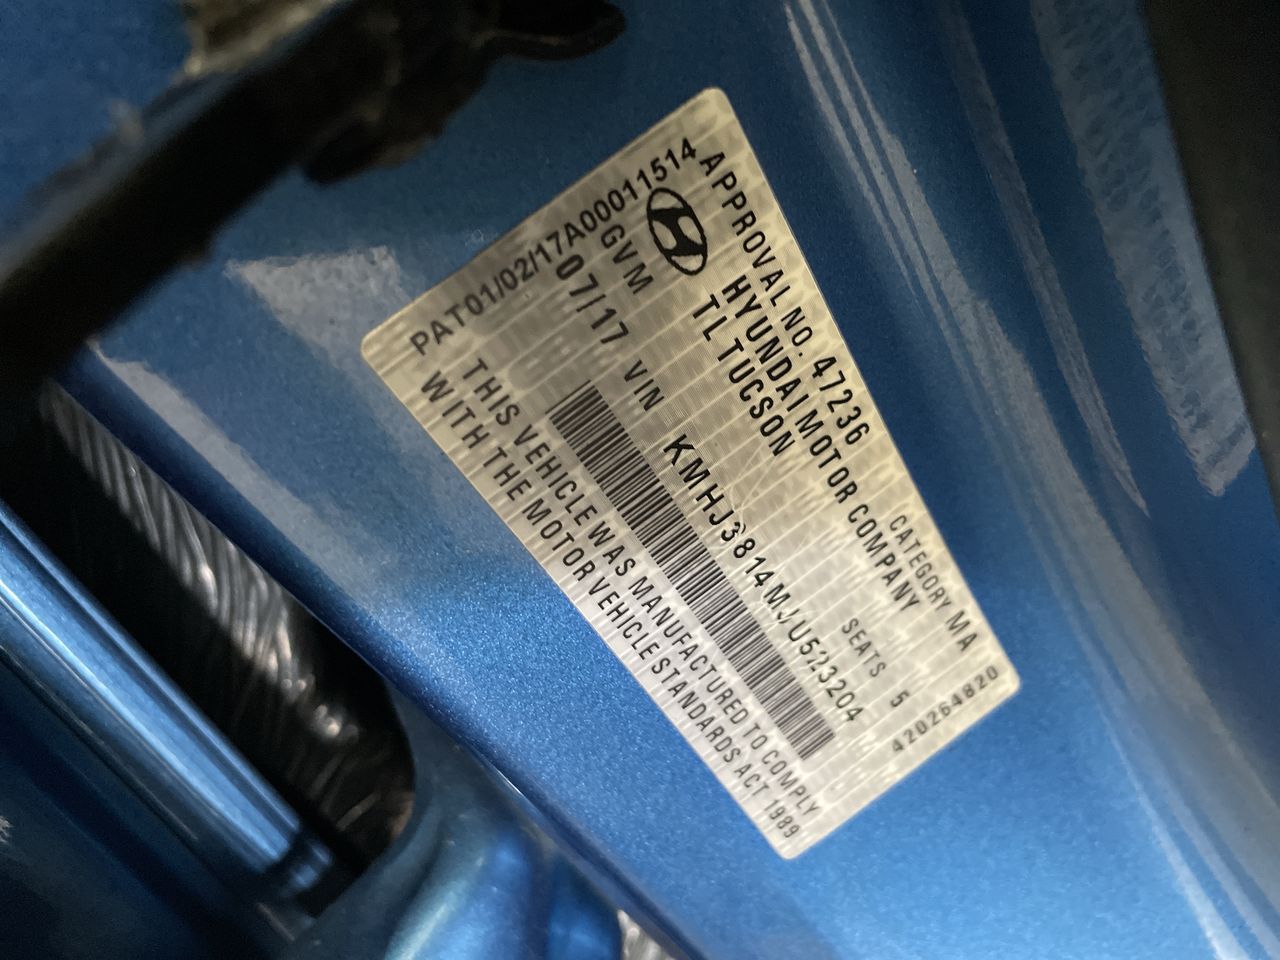 APPROVAL NO. 47236
CATEGORY MA
HYUNDAI MOTOR COMPANY
TL TUCSON
SEATS 5
GVM
VIN KMHJ3814MJU523204
07/17
THIS VEHICLE WAS MANUFACTURED TO COMPLY
WITH THE MOTOR VEHICLE STANDARDS ACT 1989
PAT01/02/17A00011514
420264820